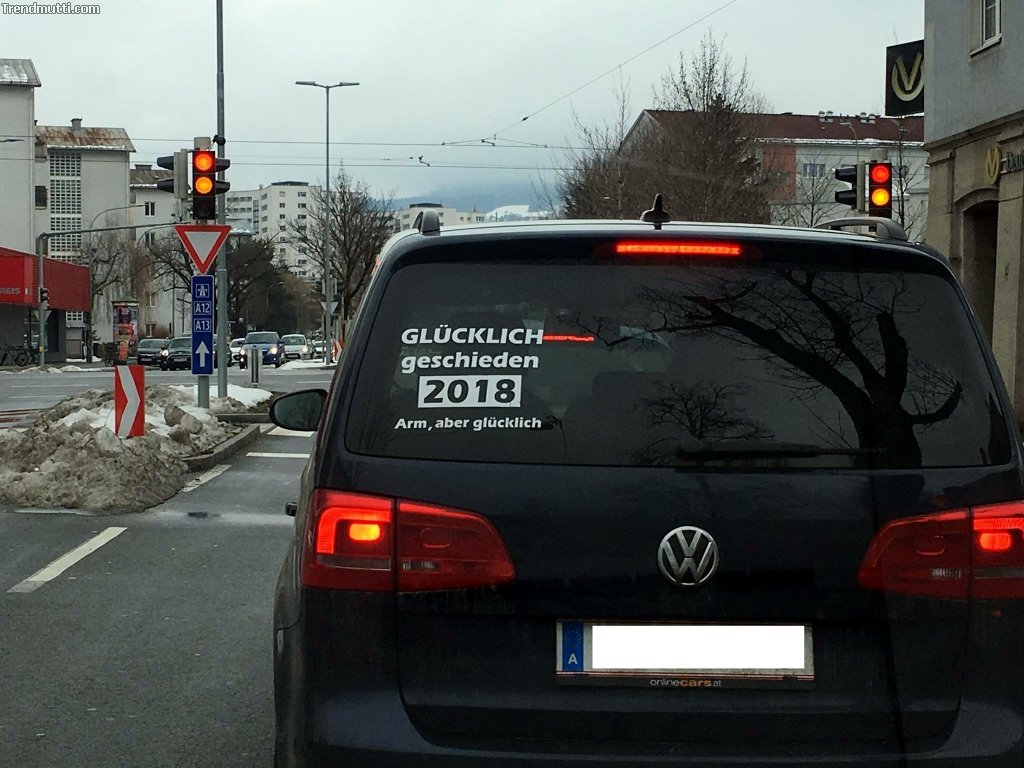 Trendmutti.com
A12
A13
GLÜCKLICH
geschieden
2018
Arm, aber glücklich
A
onlinecars.at